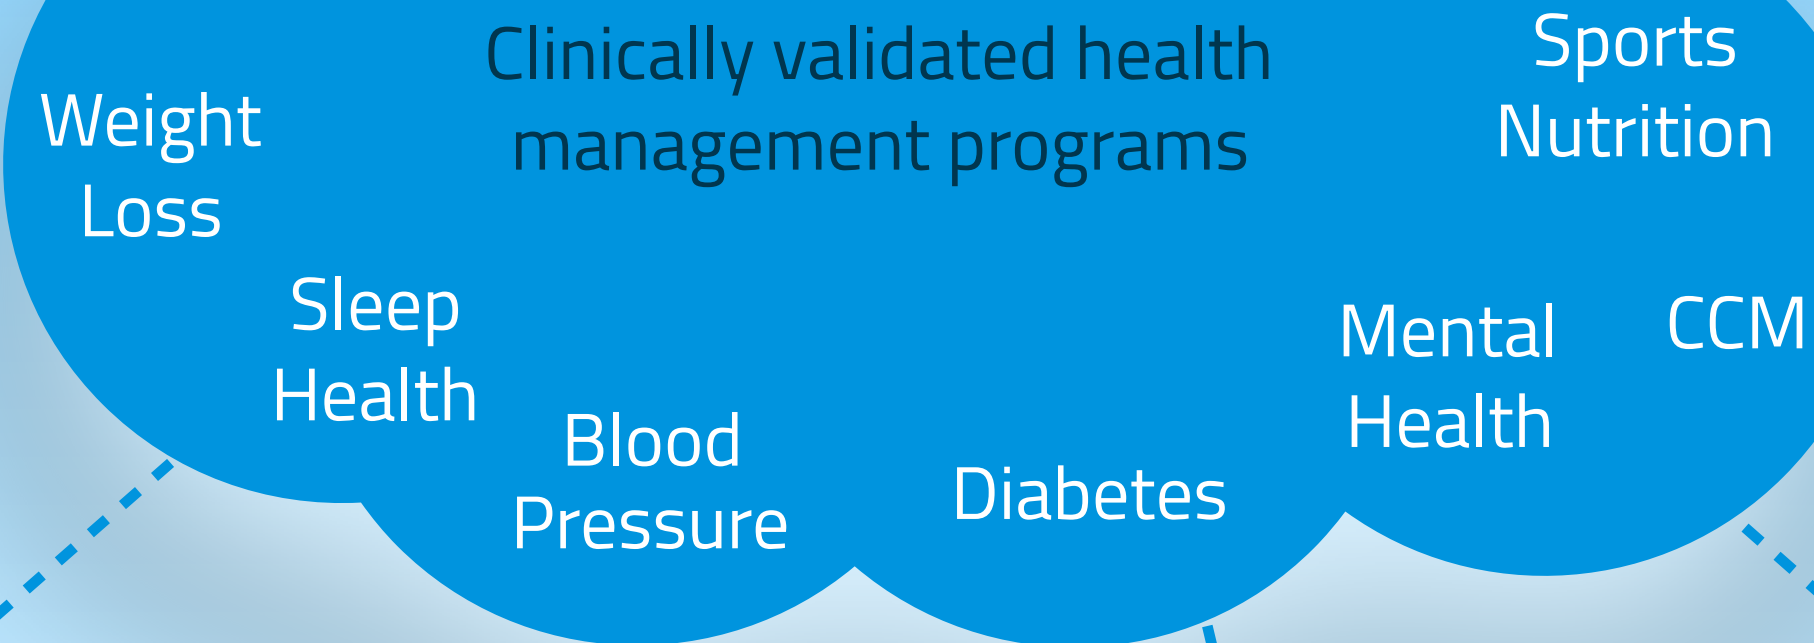 Clinically validated health
management programs
Weight
Loss
Sleep
Health
Blood
Pressure
Diabetes
Mental
Health
CCM
Sports
Nutrition